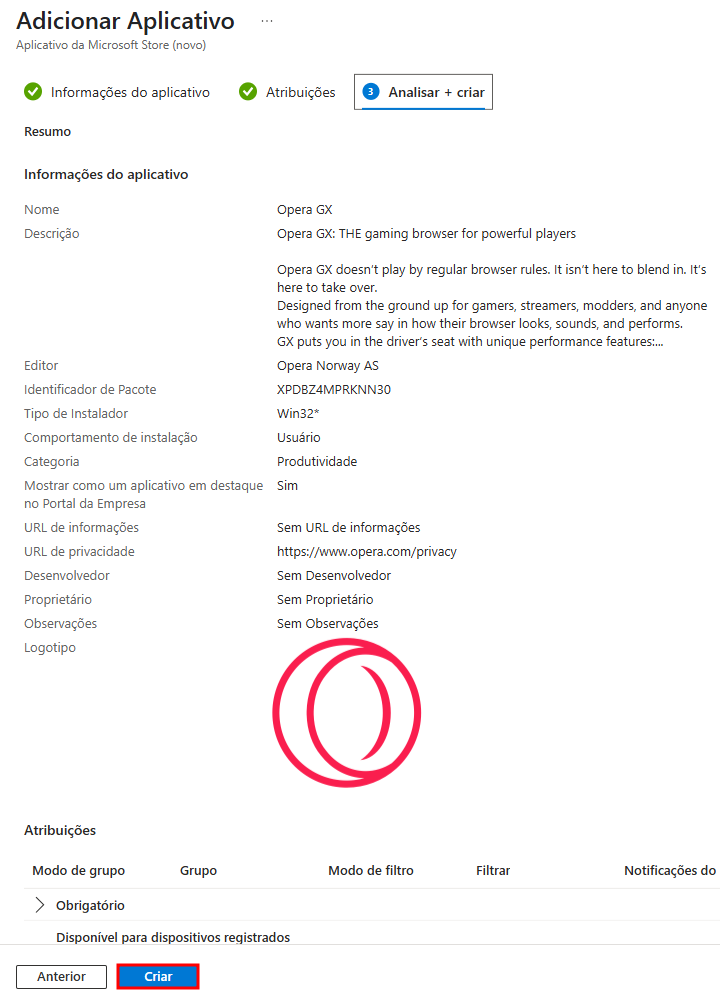 Adicionar Aplicativo ...
Aplicativo da Microsoft Store (novo)
Informações do aplicativo
Atribuições
3 Analisar + criar
Resumo
Informações do aplicativo
Nome Opera GX
Descrição Opera GX: THE gaming browser for powerful players
Opera GX doesn't play by regular browser rules. It isn't here to blend in. It's
here to take over.
Designed from the ground up for gamers, streamers, modders, and anyone
who wants more say in how their browser looks, sounds, and performs.
GX puts you in the driver's seat with unique performance features:...
Editor Opera Norway AS
Identificador de Pacote XPDBZ4MPRKNN30
Tipo de Instalador Win32*
Comportamento de instalação Usuário
Categoria Produtividade
Mostrar como um aplicativo em destaque Sim
no Portal da Empresa
URL de informações Sem URL de informações
URL de privacidade https://www.opera.com/privacy
Desenvolvedor Sem Desenvolvedor
Proprietário Sem Proprietário
Observações Sem Observações
Logotipo
Atribuições
Modo de grupo Grupo Modo de filtro Filtrar Notificações do
Obrigatório
Disponível para dispositivos registrados
Anterior Criar